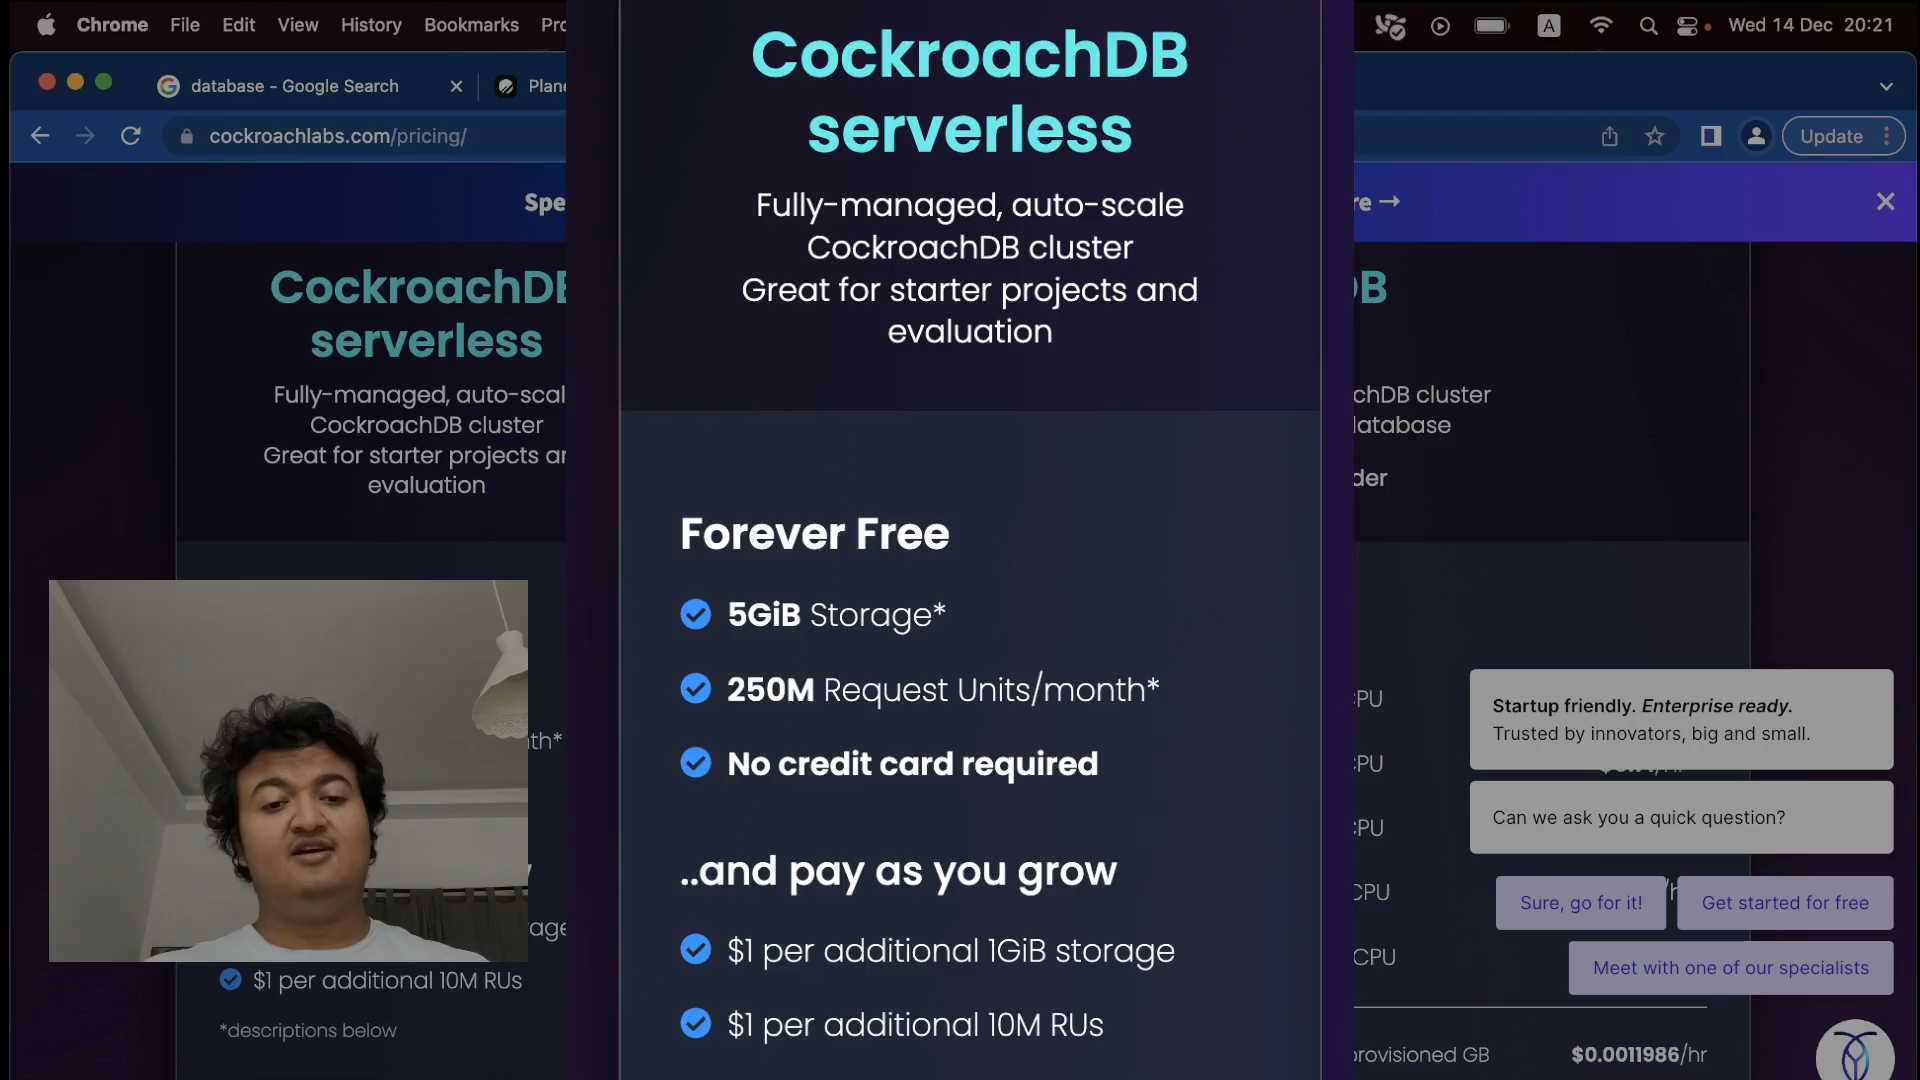 Chrome File Edit View History Bookmarks
A Wed 14 Dec 20:21
database - Google Search
cockroachlabs.com/pricing/
Update
CockroachDB
serverless
Fully-managed, auto-scale
CockroachDB cluster
Great for starter projects and
evaluation
Forever Free
5GiB Storage*
250M Request Units/month*
No credit card required
..and pay as you grow
$1 per additional 1GiB storage
$1 per additional 10M RUs
serverless
CockroachDB cluster
evaluation
$1 per additional 10M RUs
*descriptions below
Startup friendly. Enterprise ready.
Trusted by innovators, big and small.
Can we ask you a quick question?
Sure, go for it!
Get started for free
Meet with one of our specialists
$0.0011986/hr